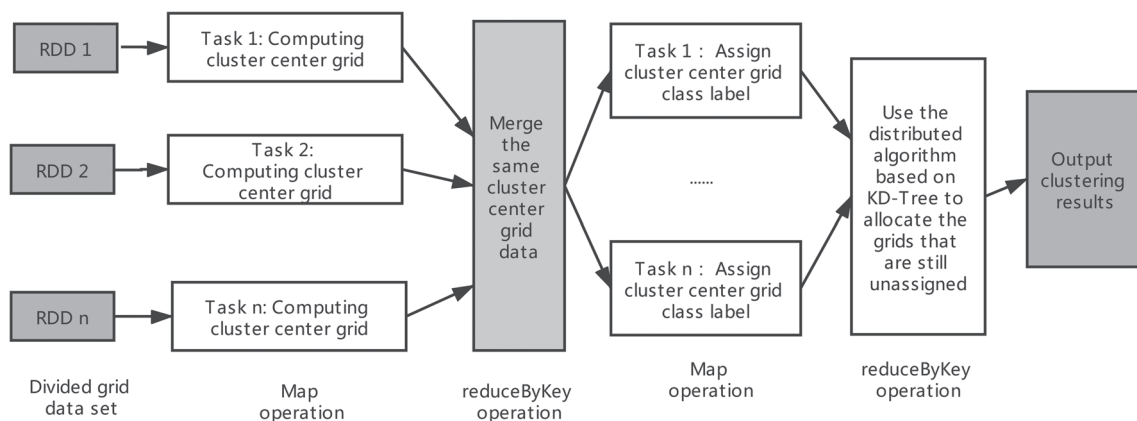 RDD 1
Task 1: Computing
cluster center grid
RDD 2
Task 2:
Computing cluster
center grid
RDD n
Task n: Computing
cluster center grid
Merge
the
same
cluster
center
grid
data
Task 1： Assign
cluster center grid
class label
......
Task n： Assign
cluster center grid
class label
Use the
distributed
algorithm
based on
KD-Tree to
allocate the
grids that
are still
unassigned
Output
clustering
results
Divided grid
data set
Map
operation
reduceByKey
operation
Map
operation
reduceByKey
operation